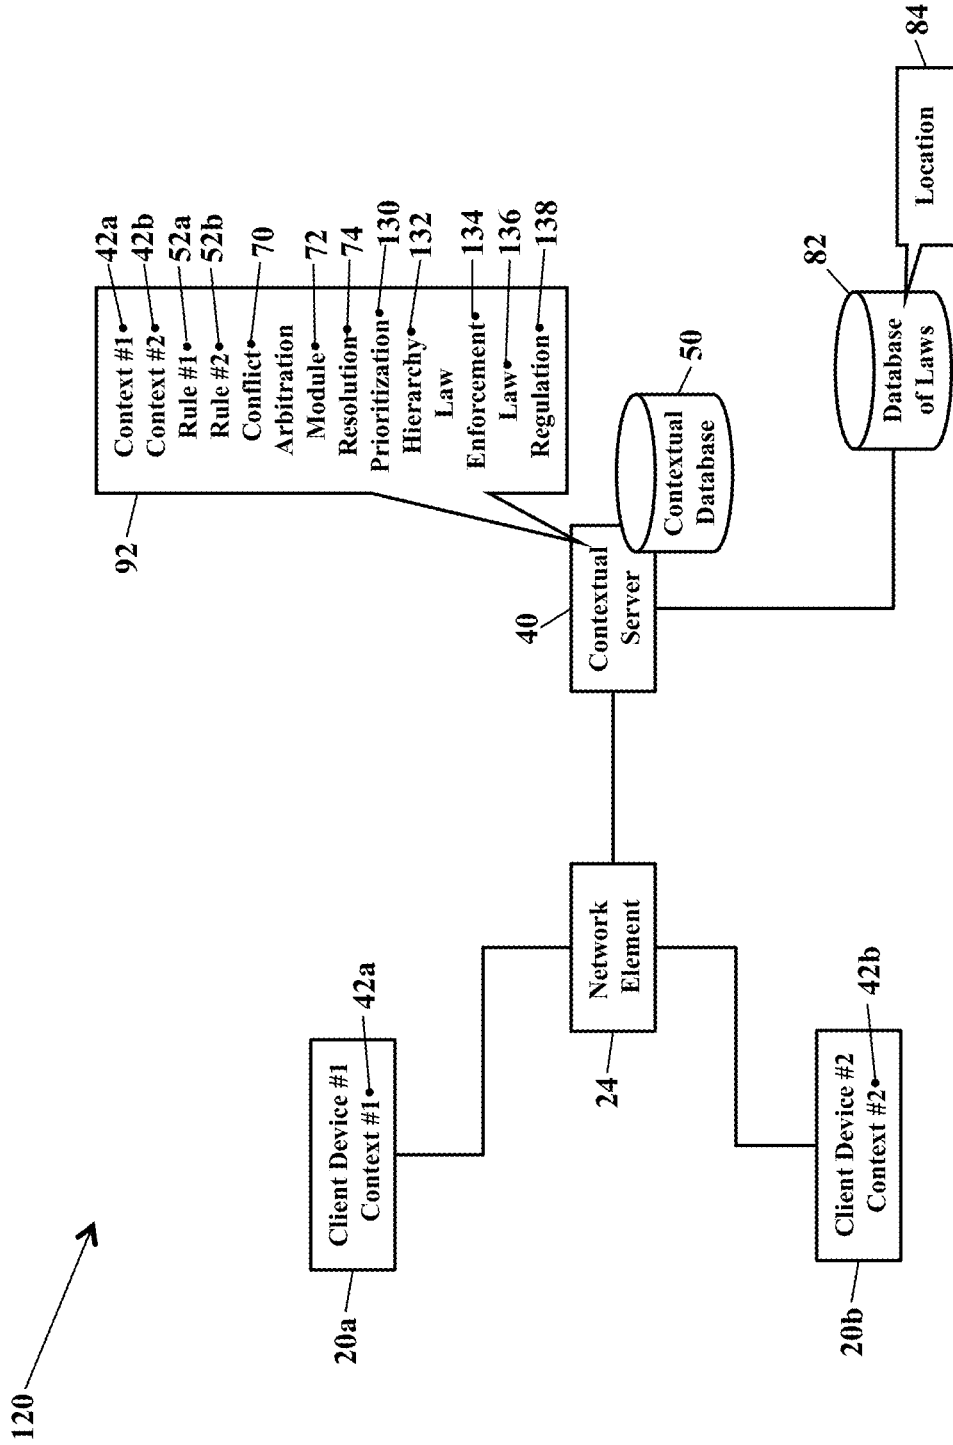 120
20a
Client Device #1
Context #1
42a
20b
Client Device #2
Context #2
42b
24
Network
Element
40
Contextual
Server
Contextual
Database
50
92
Context #1
42a
Context #2
42b
Rule #1
52a
Rule #2
52b
Conflict
70
Arbitration
Module
72
Resolution
74
Prioritization
130
Hierarchy
132
Law
Enforcement
134
Law
136
Regulation
138
Database
of Laws
82
Location
84